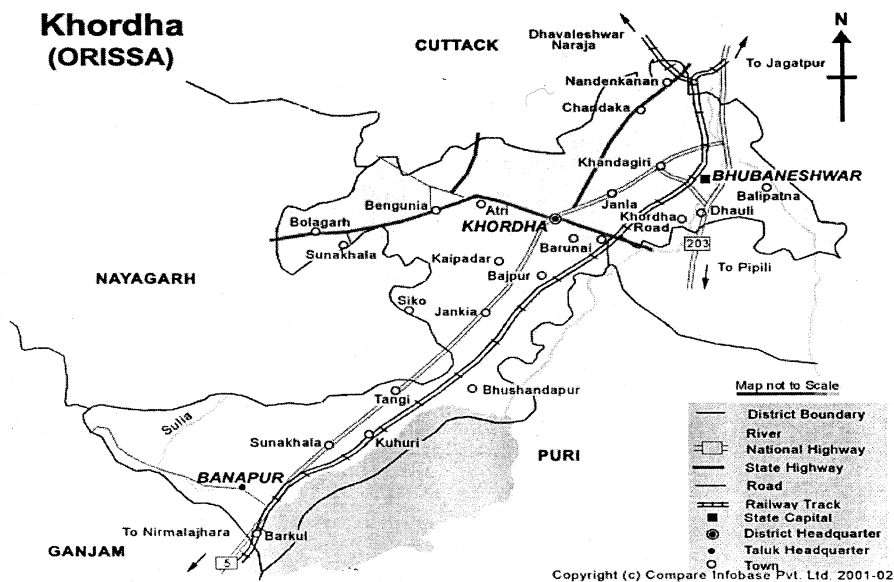 Khordha
(ORISSA)
CUTTACK
Dhavaleshwar
Naraja
N
To Jagatpur
Nandenkanan
Chandaka
Khandagiri
BHUBANESHWAR
Balipatna
Bengunia
Atri
Janla
Khordha
Road
Dhauli
Bolagarh
KHORDHA
Sunakhala
Barunai
203
Kaipadar
Bajpur
To Pipili
NAYAGARH
Siko
Jankia
Tangi
Bhushandapur
Map not to Scale
Sulia
Sunakhala
Kuhuri
PURI
BANAPUR
To Nirmalajhara
Barkul
GANJAM
5
District Boundary
River
National Highway
State Highway
Road
Railway Track
State Capital
District Headquarter
Taluk Headquarter
Town
Copyright (c) Compare Infobase Pvt. Ltd. 2001-02